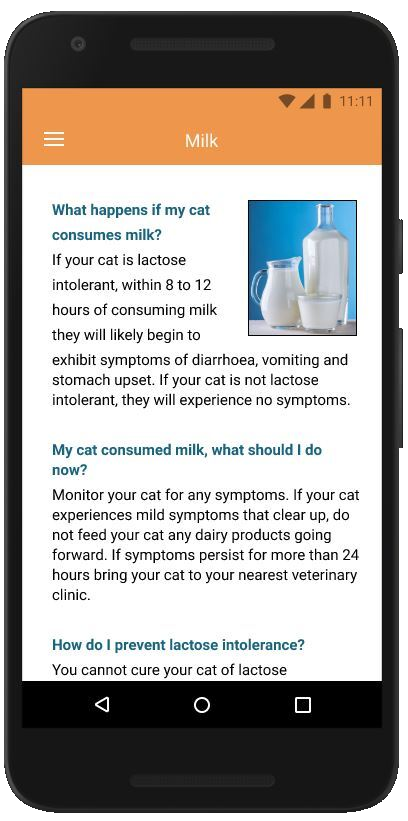 11:11
Milk
What happens if my cat
consumes milk?
If your cat is lactose
intolerant, within 8 to 12
hours of consuming milk
they will likely begin to
exhibit symptoms of diarrhoea, vomiting and
stomach upset. If your cat is not lactose
intolerant, they will experience no symptoms.
My cat consumed milk, what should I do
now?
Monitor your cat for any symptoms. If your cat
experiences mild symptoms that clear up, do
not feed your cat any dairy products going
forward. If symptoms persist for more than 24
hours bring your cat to your nearest veterinary
clinic.
How do I prevent lactose intolerance?
You cannot cure your cat of lactose